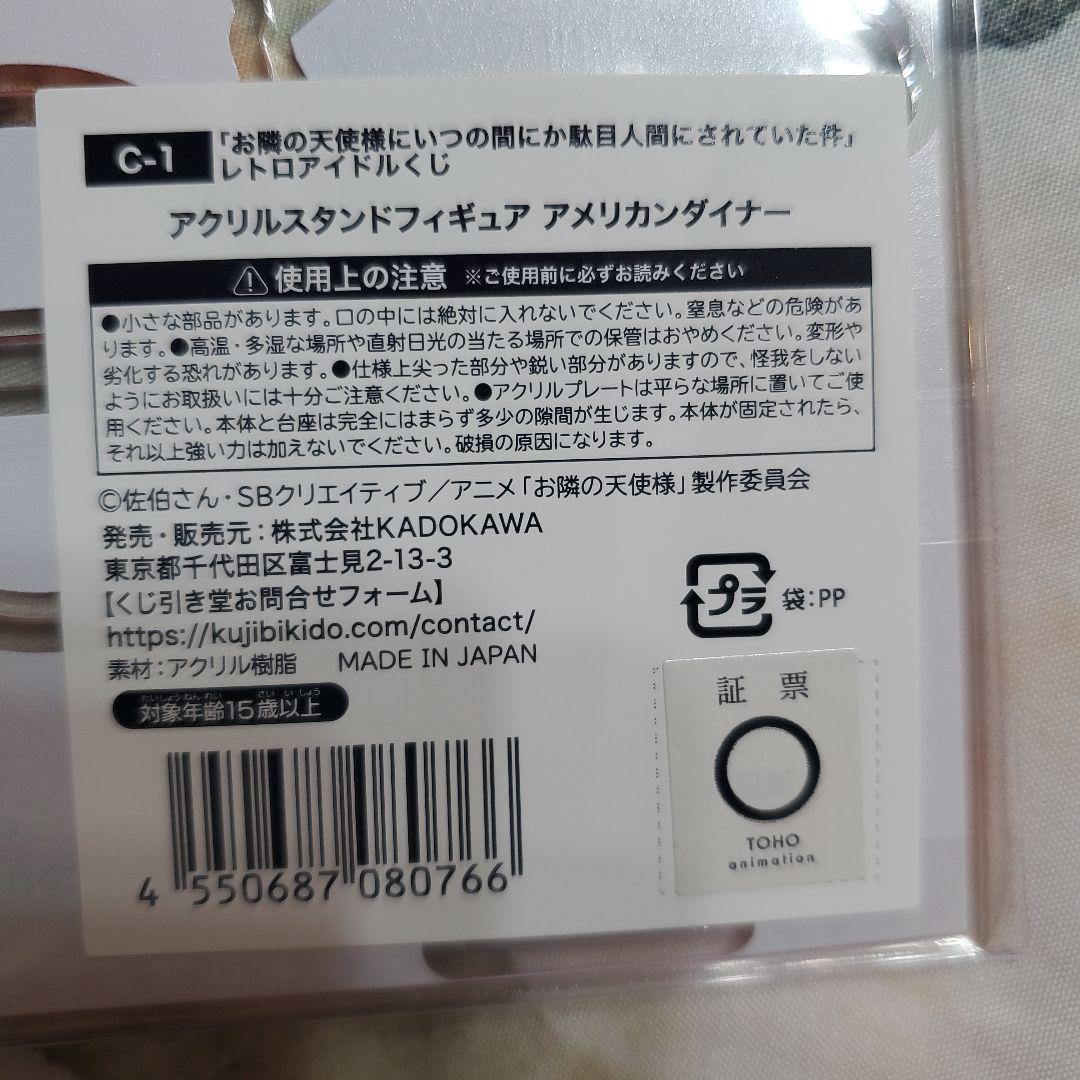 C-1
「お隣の天使様にいつの間にか駄目人間にされていた件」
レトロアイドルくじ
アクリルスタンドフィギュア アメリカンダイナー
使用上の注意 ※ご使用前に必ずお読みください
●小さな部品があります。口の中には絶対に入れないでください。窒息などの危険があ
ります。●高温・多湿な場所や直射日光の当たる場所での保管はおやめください。変形や
劣化する恐れがあります。●仕様上尖った部分や鋭い部分がありますので、怪我をしない
ようにお取扱いには十分ご注意ください。●アクリルプレートは平らな場所に置いてご使
用ください。本体と台座は完全にはまらず多少の隙間が生じます。本体が固定されたら、
それ以上強い力は加えないでください。破損の原因になります。
©佐伯さん・SBクリエイティブ/アニメ「お隣の天使様」製作委員会
発売・販売元:株式会社KADOKAWA
東京都千代田区富士見2-13-3
【くじ引き堂お問合せフォーム】
https://kujibikido.com/contact/
素材:アクリル樹脂 MADE IN JAPAN
プラ 袋:PP
たいしょうねんれい さいいじょう
対象年齢15歳以上
4 550687 080766
証 票
TOHO
animation